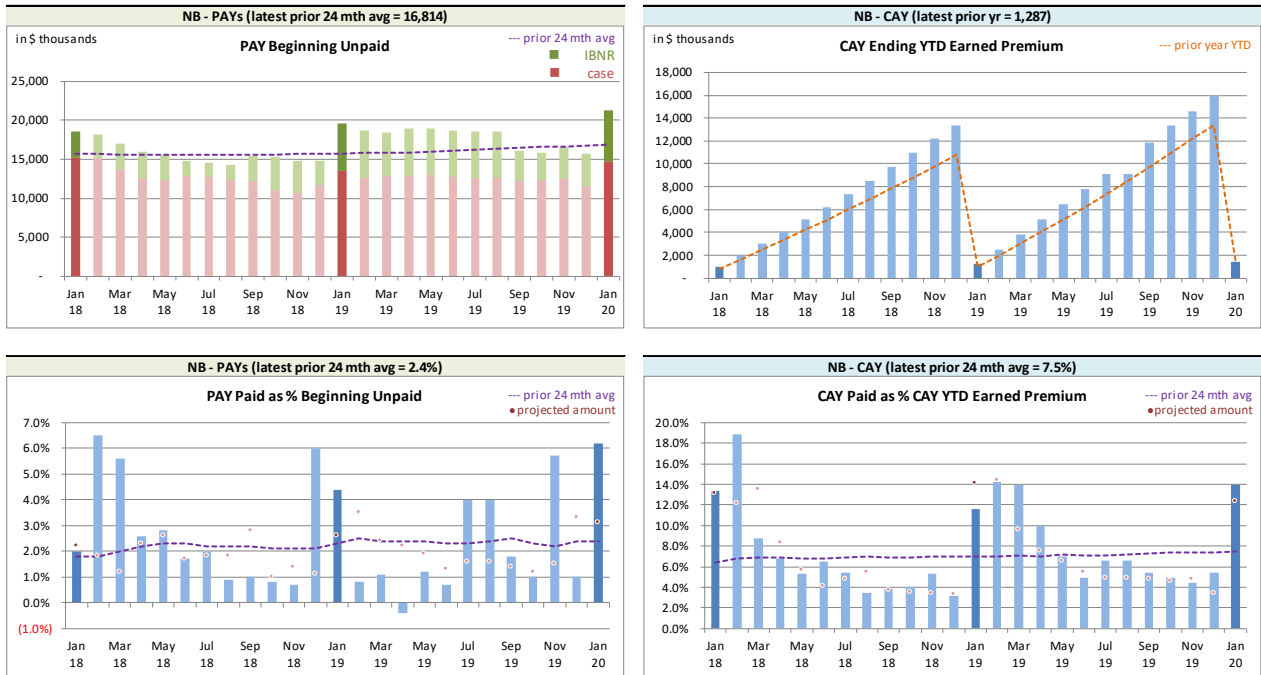 NB - PAYs (latest prior 24 mth avg = 16,814)
in $ thousands
PAY Beginning Unpaid
--- prior 24 mth avg
IBNR
case
25,000
20,000
15,000
10,000
5,000
-
Jan 18 Mar 18 May 18 Jul 18 Sep 18 Nov 18 Jan 19 Mar 19 May 19 Jul 19 Sep 19 Nov 19 Jan 20
NB - CAY (latest prior yr = 1,287)
in $ thousands
CAY Ending YTD Earned Premium
--- prior year YTD
18,000
16,000
14,000
12,000
10,000
8,000
6,000
4,000
2,000
-
Jan 18 Mar 18 May 18 Jul 18 Sep 18 Nov 18 Jan 19 Mar 19 May 19 Jul 19 Sep 19 Nov 19 Jan 20
NB - PAYs (latest prior 24 mth avg = 2.4%)
PAY Paid as % Beginning Unpaid
--- prior 24 mth avg
projected amount
7.0%
6.0%
5.0%
4.0%
3.0%
2.0%
1.0%
0.0%
(1.0%)
Jan 18 Mar 18 May 18 Jul 18 Sep 18 Nov 18 Jan 19 Mar 19 May 19 Jul 19 Sep 19 Nov 19 Jan 20
NB - CAY (latest prior 24 mth avg = 7.5%)
CAY Paid as % CAY YTD Earned Premium
--- prior 24 mth avg
projected amount
20.0%
18.0%
16.0%
14.0%
12.0%
10.0%
8.0%
6.0%
4.0%
2.0%
0.0%
Jan 18 Mar 18 May 18 Jul 18 Sep 18 Nov 18 Jan 19 Mar 19 May 19 Jul 19 Sep 19 Nov 19 Jan 20